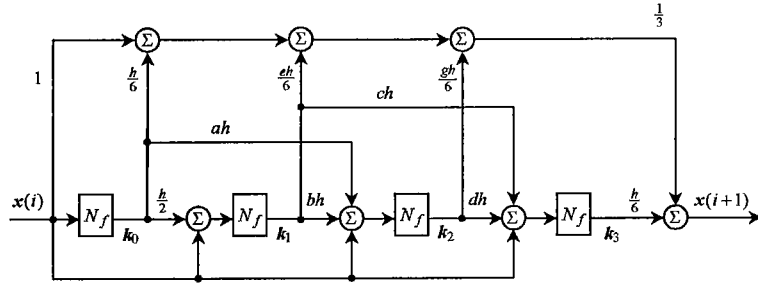 1/3
Σ Σ Σ
1 h/6 eh/6 gh/6
ch
ah
x(i) N_f h/2 Σ N_f bh Σ N_f dh Σ N_f h/6 Σ x(i+1)
k_0 k_1 k_2 k_3